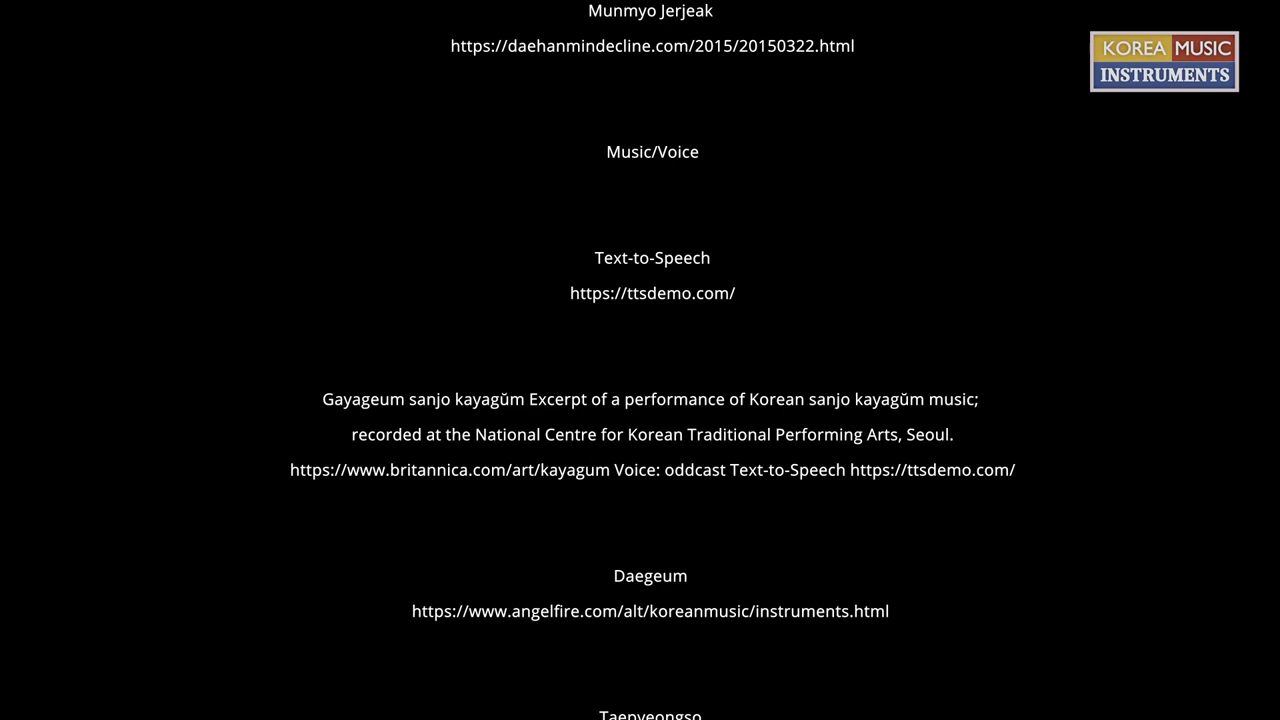 Munmyo Jerjeak
https://daehanmindecline.com/2015/20150322.html
KOREA MUSIC
INSTRUMENTS
Music/Voice
Text-to-Speech
https://ttsdemo.com/
Gayageum sanjo kayagŭm Excerpt of a performance of Korean sanjo kayagŭm music;
recorded at the National Centre for Korean Traditional Performing Arts, Seoul.
https://www.britannica.com/art/kayagum Voice: oddcast Text-to-Speech https://ttsdemo.com/
Daegeum
https://www.angelfire.com/alt/koreanmusic/instruments.html
Taepyeongso